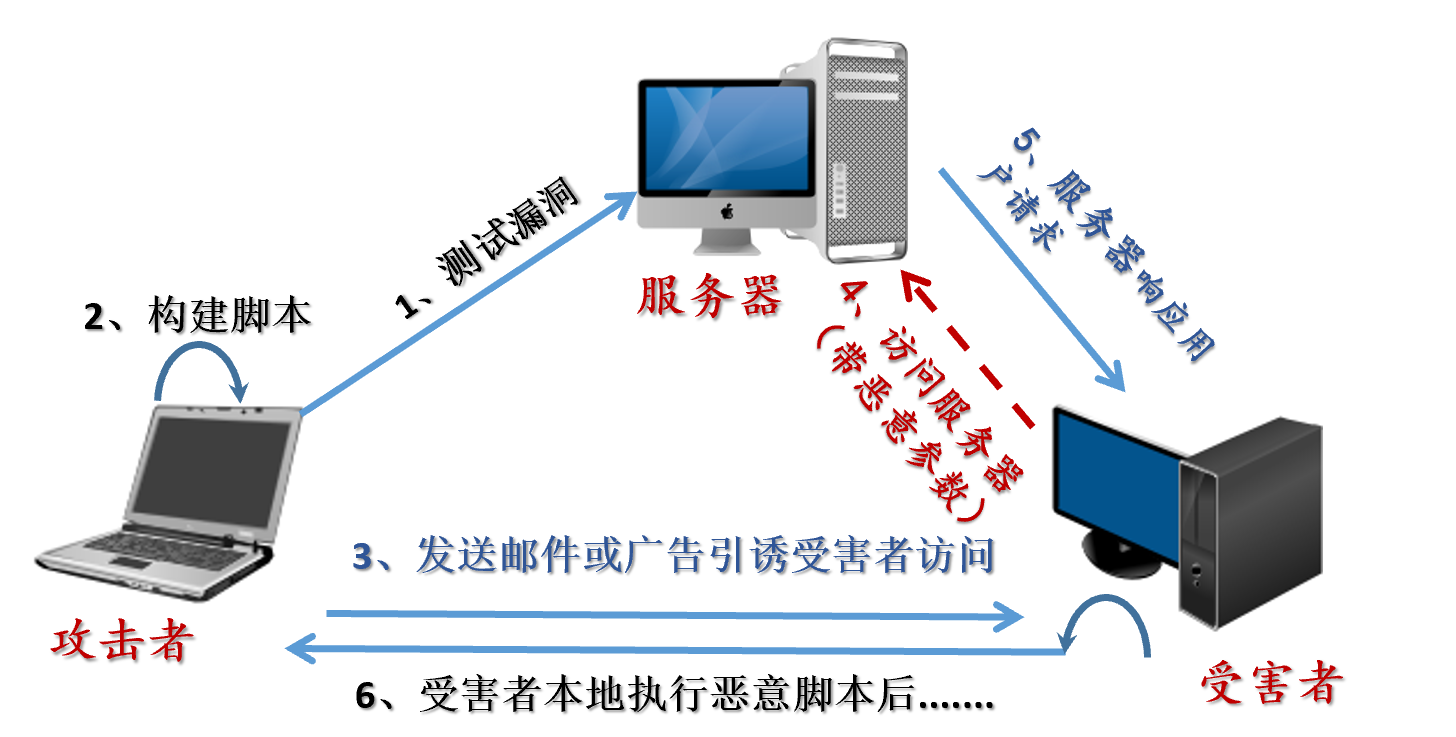 1、测试漏洞
2、构建脚本
服务器
5、服务器响应用
户请求
4、访问服务器
（带恶意参数）
3、发送邮件或广告引诱受害者访问
攻击者
受害者
6、受害者本地执行恶意脚本后.......